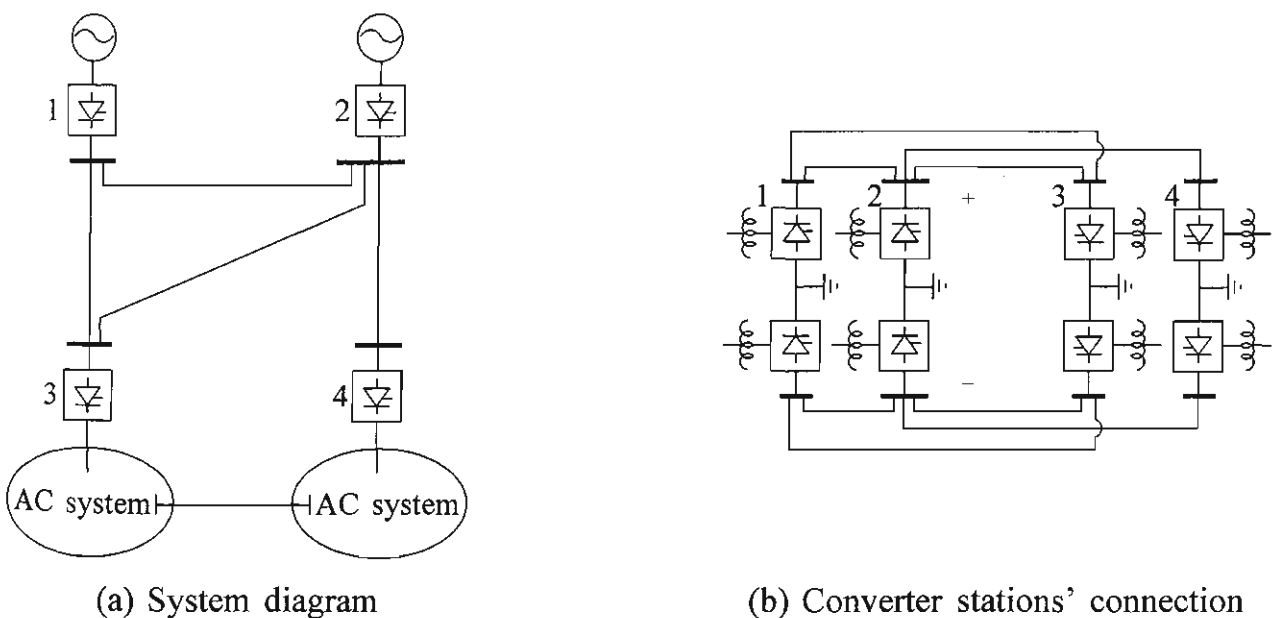 1
2
3
4
AC system
AC system
(a) System diagram
1
2
+
3
4
−
(b) Converter stations' connection